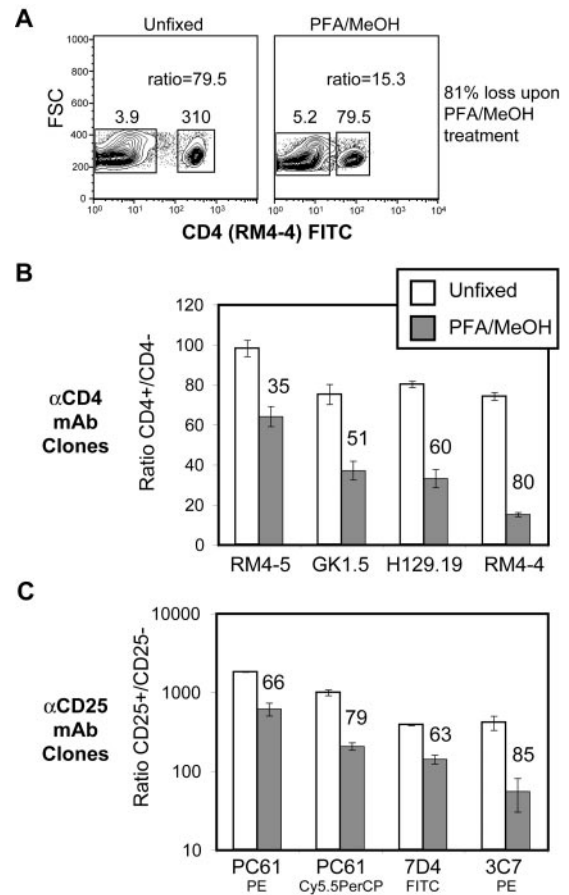 A
Unfixed
PFA/MeOH
FSC
1000
800
600
400
200
0
ratio=79.5
3.9
310
ratio=15.3
5.2
79.5
81% loss upon
PFA/MeOH
treatment
10⁰ 10¹ 10² 10³
10⁰ 10¹ 10² 10³ 10⁴
CD4 (RM4-4) FITC
B
Unfixed
PFA/MeOH
αCD4
mAb
Clones
Ratio CD4+/CD4-
120
100
80
60
40
20
0
35
51
60
80
RM4-5 GK1.5 H129.19 RM4-4
C
αCD25
mAb
Clones
Ratio CD25+/CD25-
10000
1000
100
10
66
79
63
85
PC61 PC61 7D4 3C7
PE Cy5.5PerCP FITC PE